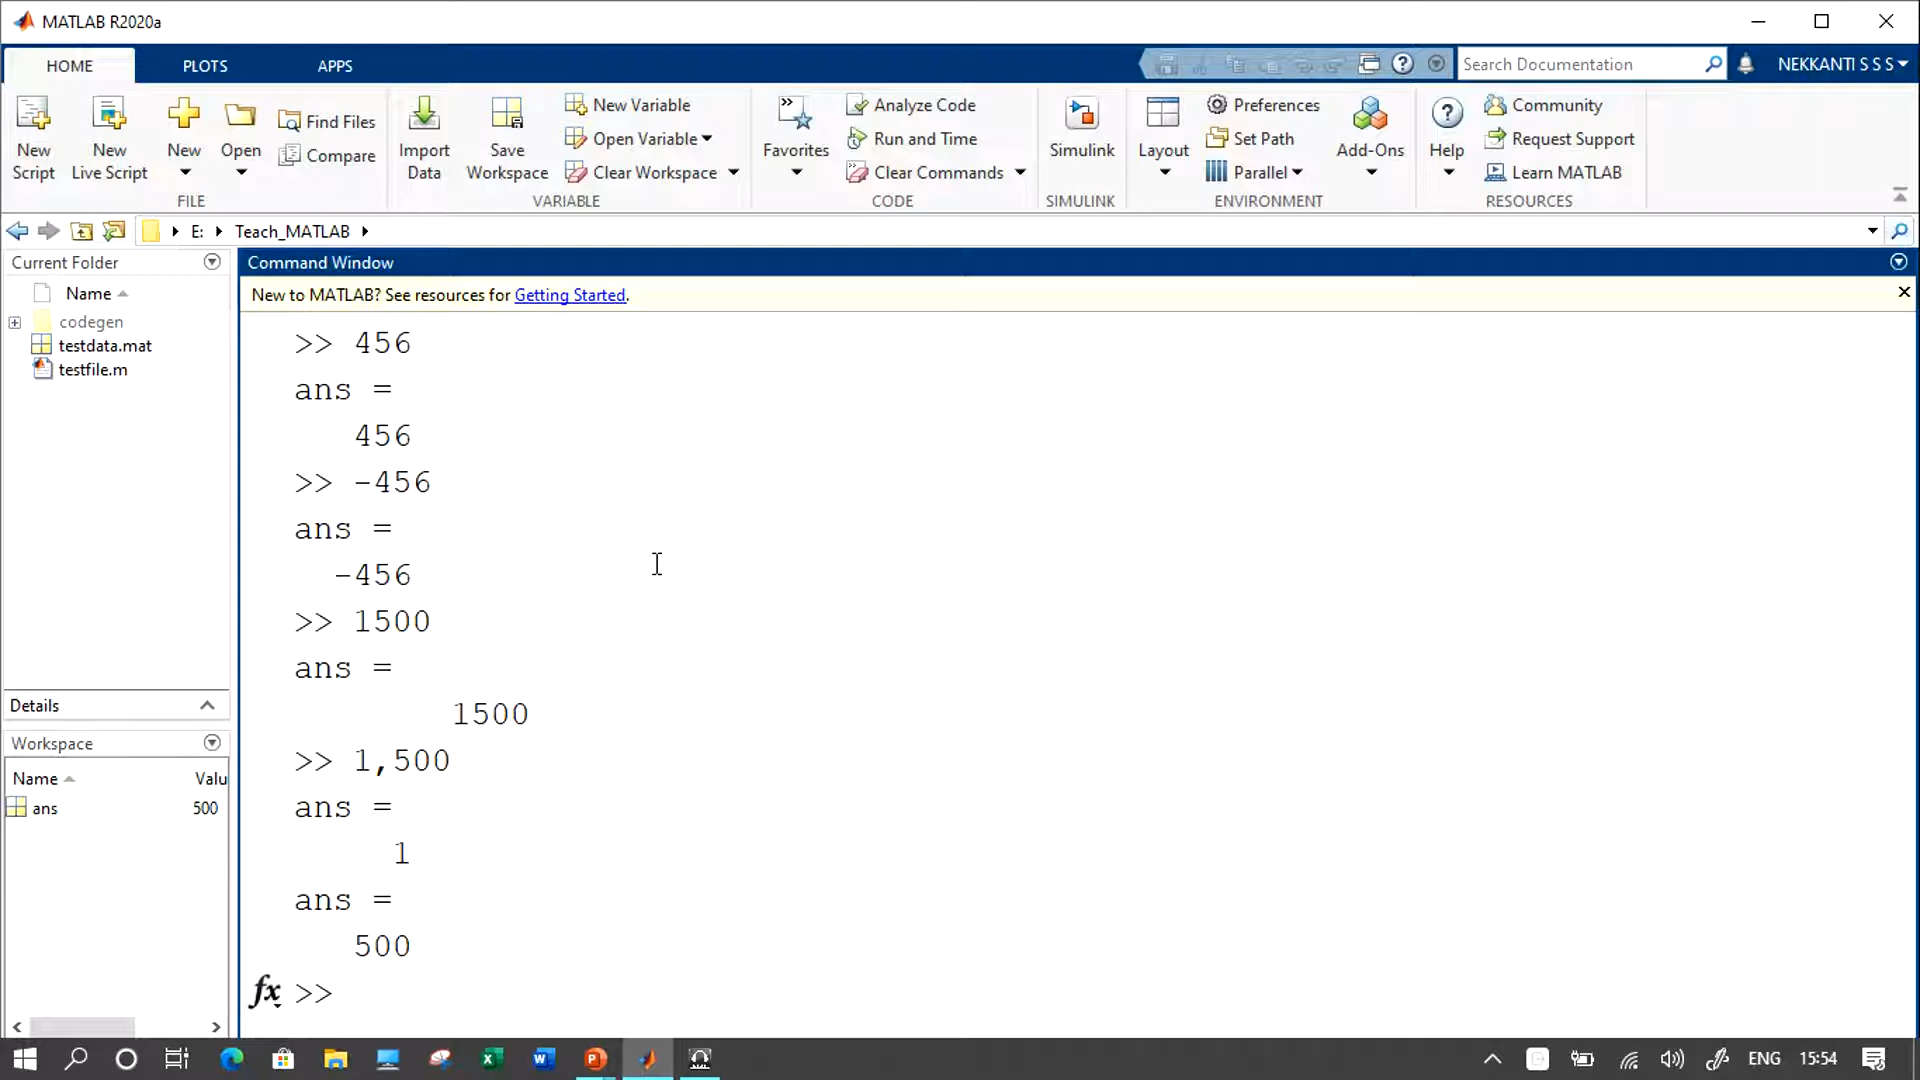 MATLAB R2020a
HOME
PLOTS
APPS
Search Documentation
NEKKANTI S S S
New Script
New Live Script
New
Open
Find Files
Compare
FILE
Import Data
Save Workspace
New Variable
Open Variable
Clear Workspace
VARIABLE
Favorites
Analyze Code
Run and Time
Clear Commands
CODE
Simulink
SIMULINK
Layout
Preferences
Set Path
Parallel
Add-Ons
ENVIRONMENT
Help
Community
Request Support
Learn MATLAB
RESOURCES
E:
Teach_MATLAB
Current Folder
Name
codegen
testdata.mat
testfile.m
Details
Workspace
Name Valu
ans 500
Command Window
New to MATLAB? See resources for Getting Started.
>> 456
ans =
456
>> -456
ans =
-456
>> 1500
ans =
1500
>> 1,500
ans =
1
ans =
500
fx >>
ENG
15:54